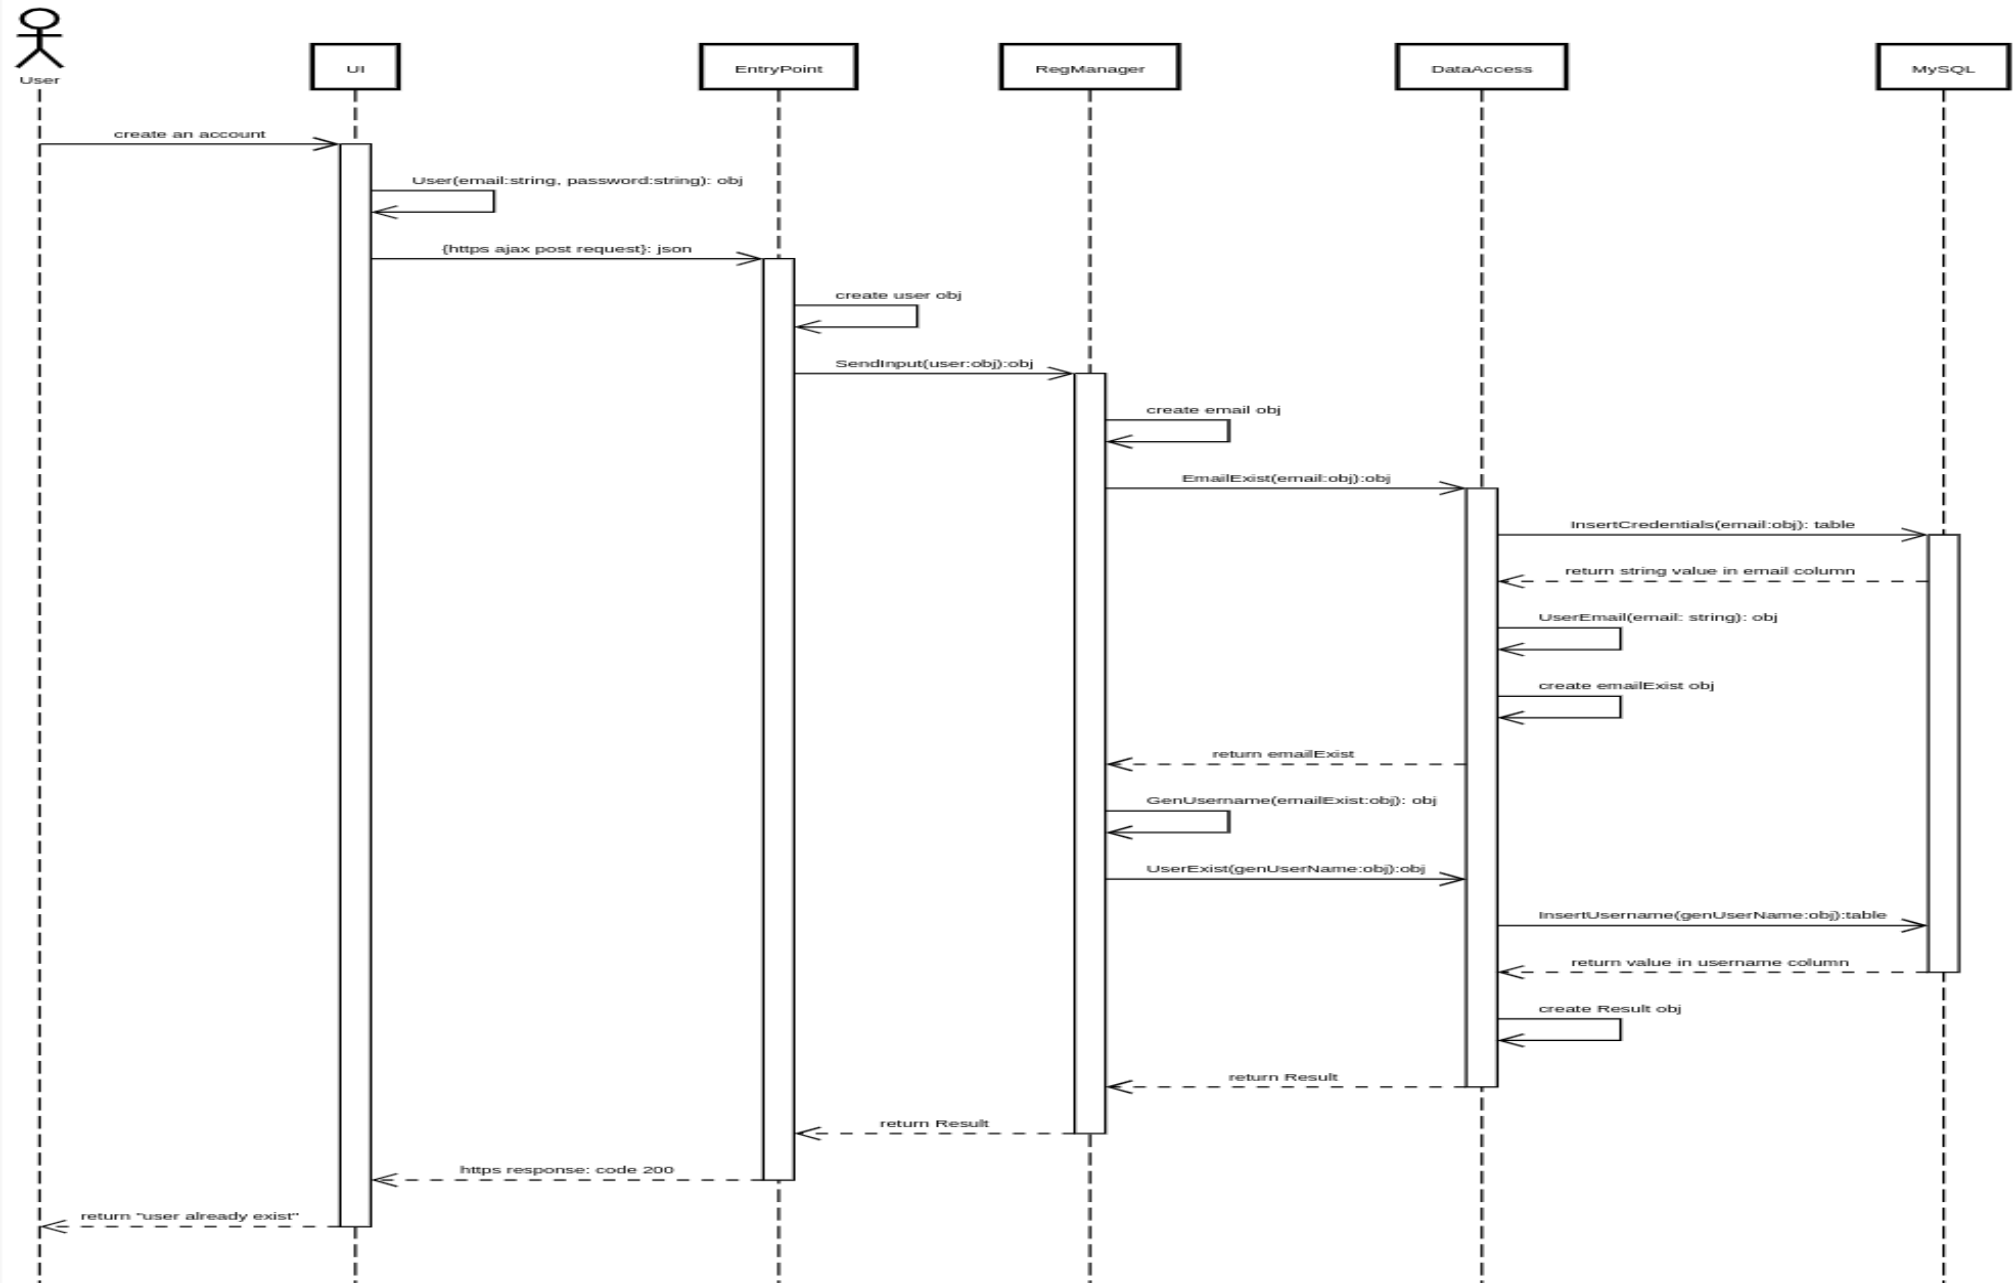 User
UI
EntryPoint
RegManager
DataAccess
MySQL
create an account
User(email:string, password:string): obj
{https ajax post request}: json
create user obj
SendInput(user:obj):obj
create email obj
EmailExist(email:obj):obj
InsertCredentials(email:obj): table
return string value in email column
UserEmail(email: string): obj
create emailExist obj
return emailExist
GenUsername(emailExist:obj): obj
UserExist(genUserName:obj):obj
InsertUsername(genUserName:obj):table
return value in username column
create Result obj
return Result
return Result
https response: code 200
return "user already exist"